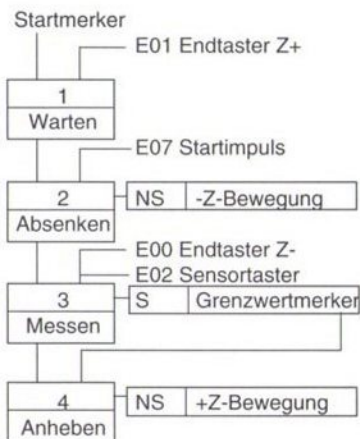 Startmerker
E01 Endtaster Z+
1
Warten
E07 Startimpuls
2
NS -Z-Bewegung
Absenken
E00 Endtaster Z-
E02 Sensortaster
3
S Grenzwertmerker
Messen
4
NS +Z-Bewegung
Anheben